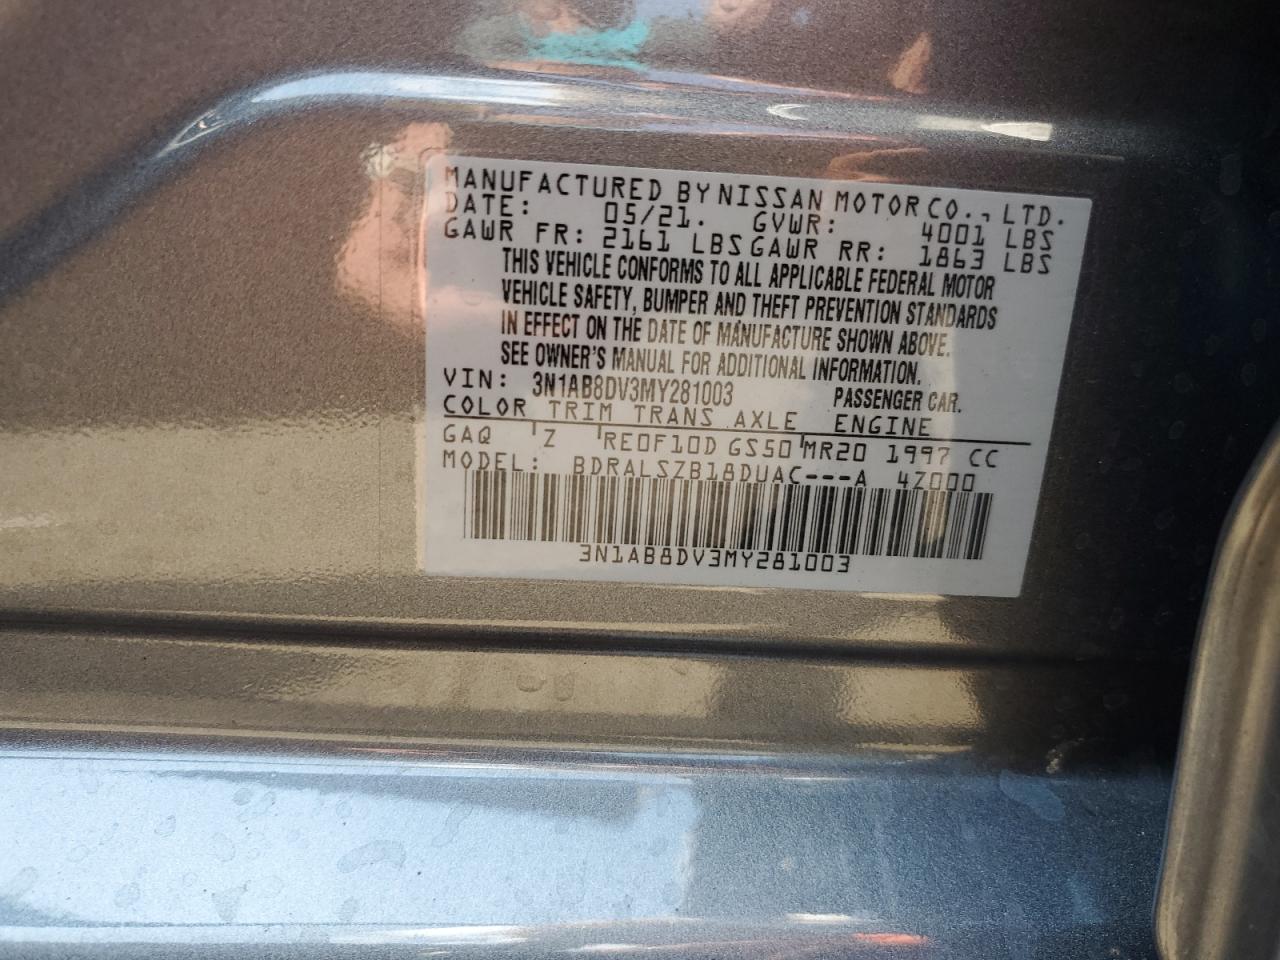 MANUFACTURED BY NISSAN MOTOR CO., LTD.
DATE: 05/21. GVWR: 4001 LBS
GAWR FR: 2161 LBS GAWR RR: 1863 LBS
THIS VEHICLE CONFORMS TO ALL APPLICABLE FEDERAL MOTOR
VEHICLE SAFETY, BUMPER AND THEFT PREVENTION STANDARDS
IN EFFECT ON THE DATE OF MANUFACTURE SHOWN ABOVE.
SEE OWNER'S MANUAL FOR ADDITIONAL INFORMATION.
VIN: 3N1AB8DV3MY281003 PASSENGER CAR.
COLOR TRIM TRANS AXLE ENGINE
GAQ Z RE0F10D GS50 MR20 1997 CC
MODEL: BDRALSZB18DUAC---A 4Z000
3N1AB8DV3MY281003